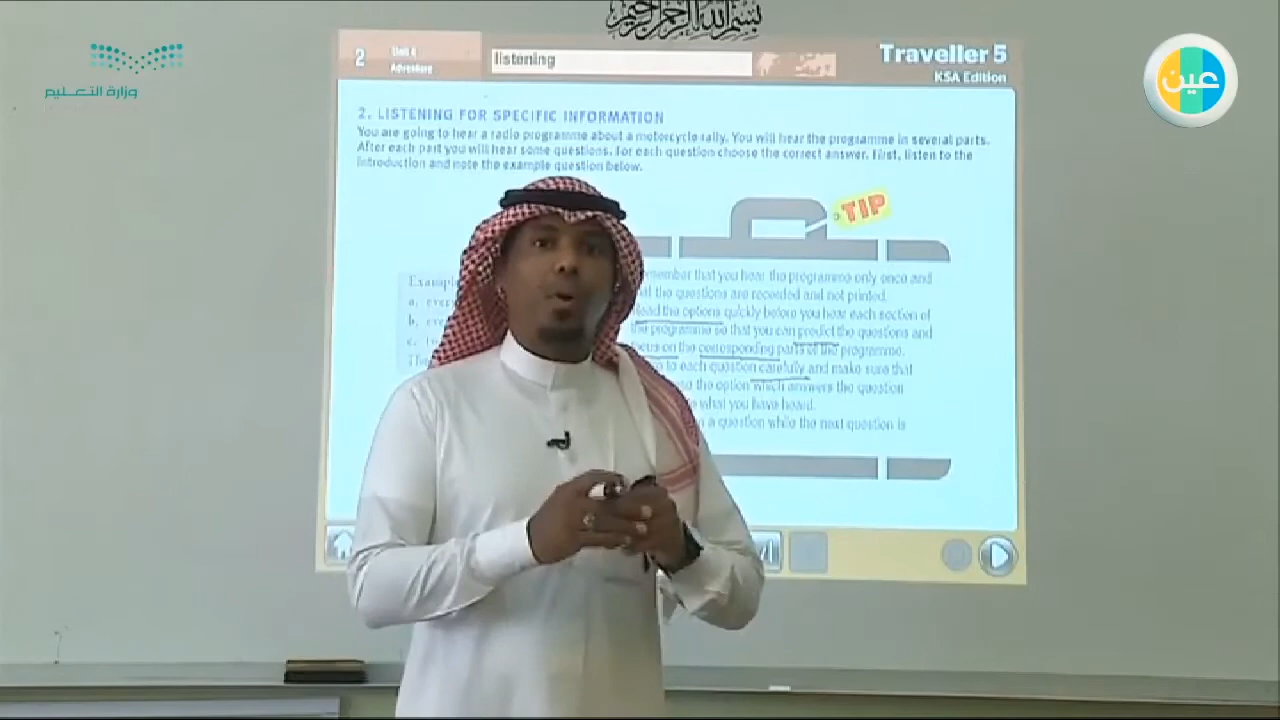 بسم الله الرحمن الرحيم
وزارة التعليم
عين
2
Unit 4
Adventure
listening
Traveller 5
KSA Edition
2. LISTENING FOR SPECIFIC INFORMATION
You are going to hear a radio programme about a motorcycle rally. You will hear the programme in several parts.
After each part you will hear some questions. For each question choose the correct answer. First, listen to the
introduction and note the example question below.
TIP
Example
a. every
b. eve
c.
The
emember that you hear the programme only once and
at the questions are recorded and not printed.
Read the options quickly before you hear each section of
the programme so that you can predict the questions and
focus on the corresponding parts of the programme.
to each question carefully and make sure that
the option which answers the question
what you have heard.
a question while the next question is